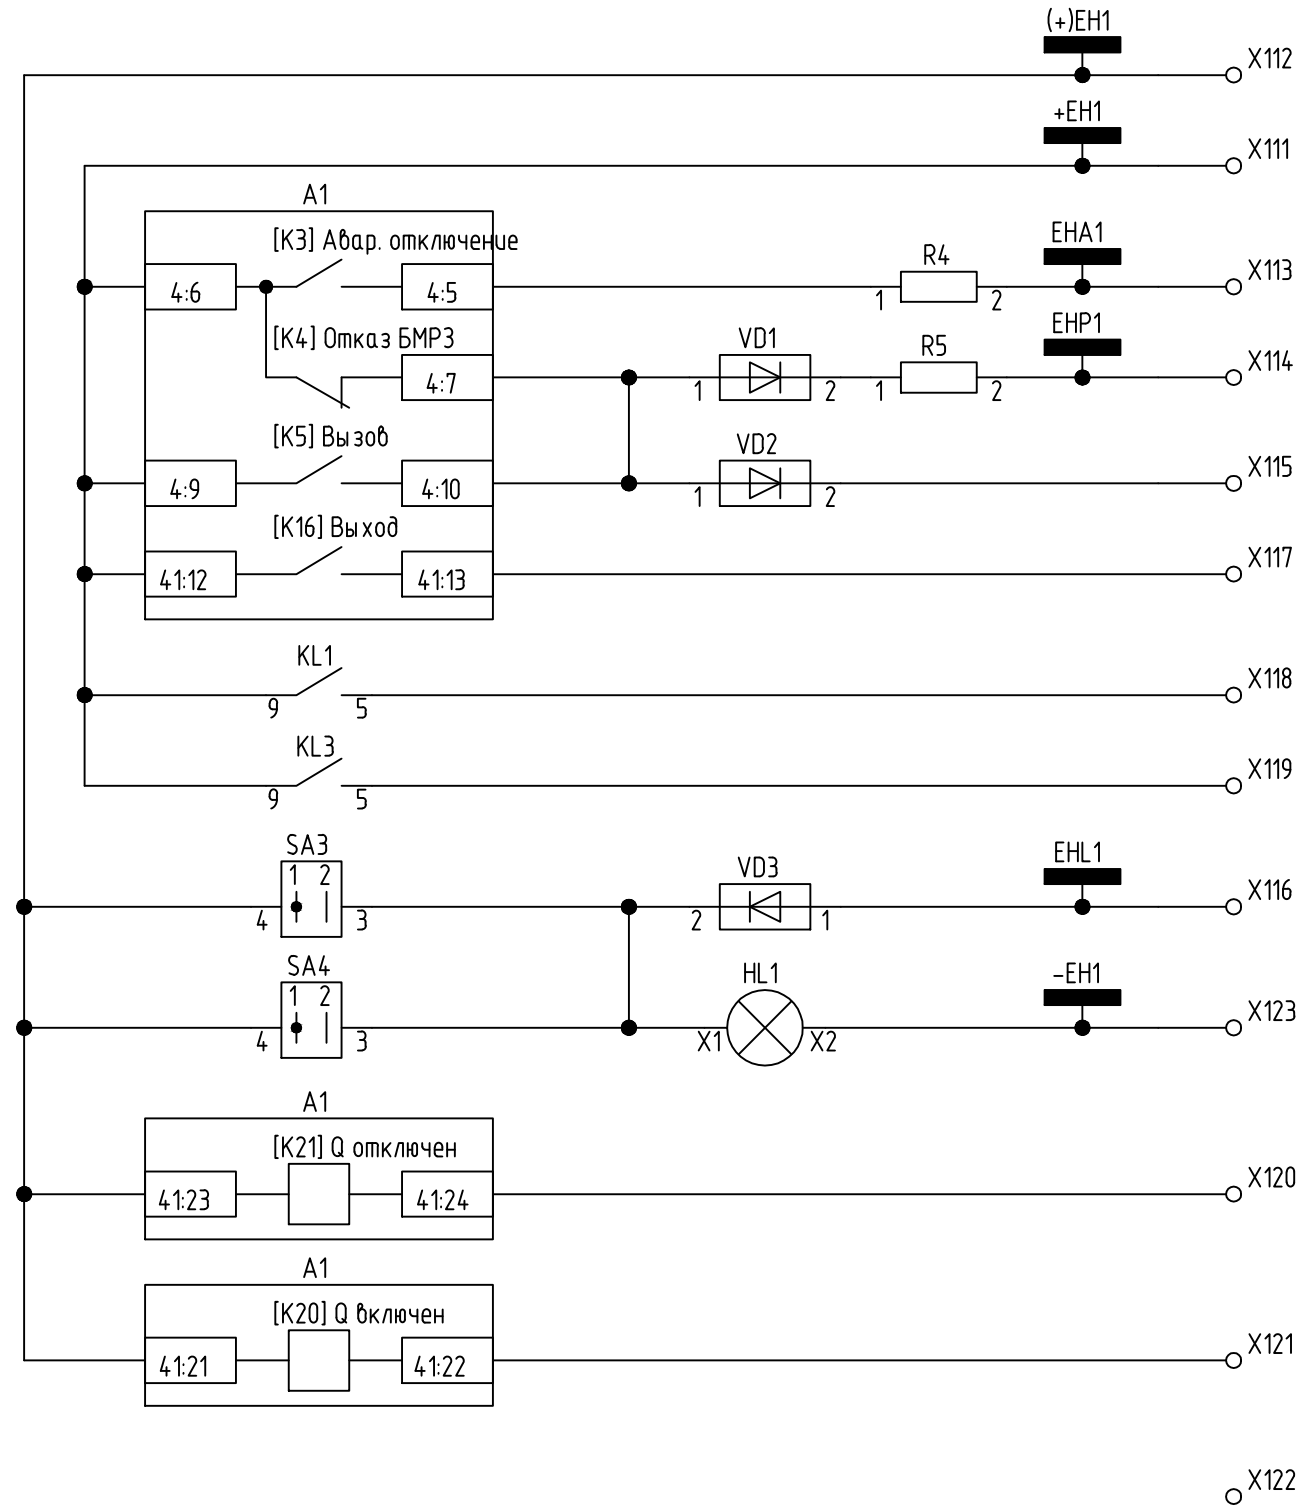 (+)EH1
X112
+EH1
X111
A1
[K3] Авар. отключение
4:6
4:5
R4
1
2
EHA1
X113
[K4] Отказ БМРЗ
4:7
VD1
1
2
R5
1
2
EHP1
X114
[K5] Вызов
4:9
4:10
VD2
1
2
X115
[K16] Выход
41:12
41:13
X117
KL1
9
5
X118
KL3
9
5
X119
SA3
1 2
4
3
VD3
2
1
EHL1
X116
SA4
1 2
4
3
HL1
X1
X2
-EH1
X123
A1
[K21] Q отключен
41:23
41:24
X120
A1
[K20] Q включен
41:21
41:22
X121
X122